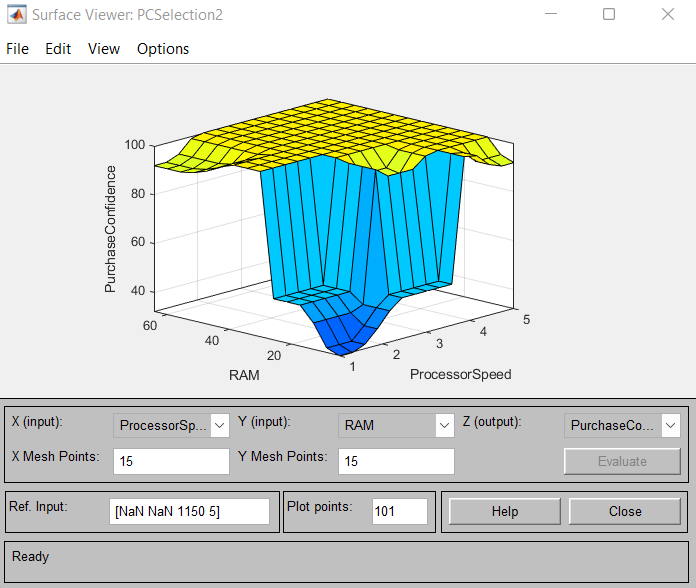 Surface Viewer: PCSelection2
File Edit View Options
PurchaseConfidence
100
80
60
40
60
40
20
RAM
1
2
3
4
5
ProcessorSpeed
X (input): ProcessorSp... Y (input): RAM Z (output): PurchaseCo...
X Mesh Points: 15 Y Mesh Points: 15 Evaluate
Ref. Input: [NaN NaN 1150 5] Plot points: 101 Help Close
Ready